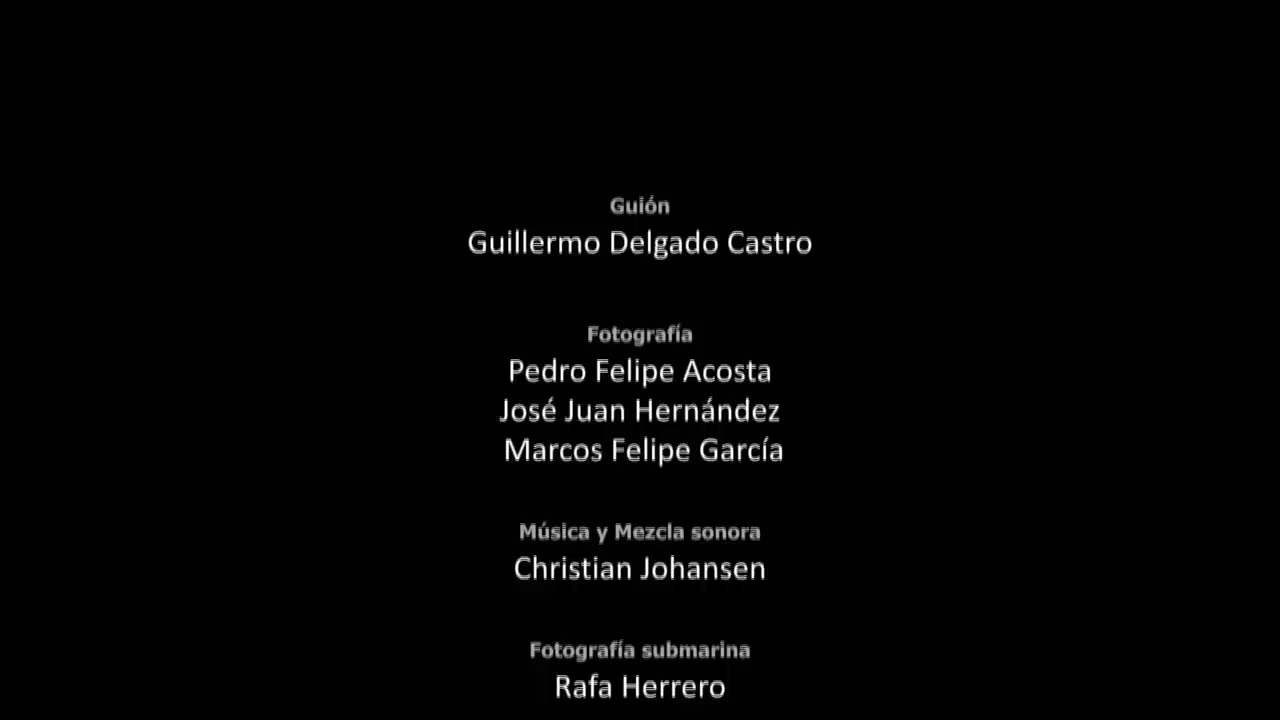 Guión
Guillermo Delgado Castro
Fotografía
Pedro Felipe Acosta
José Juan Hernández
Marcos Felipe García
Música y Mezcla sonora
Christian Johansen
Fotografía submarina
Rafa Herrero